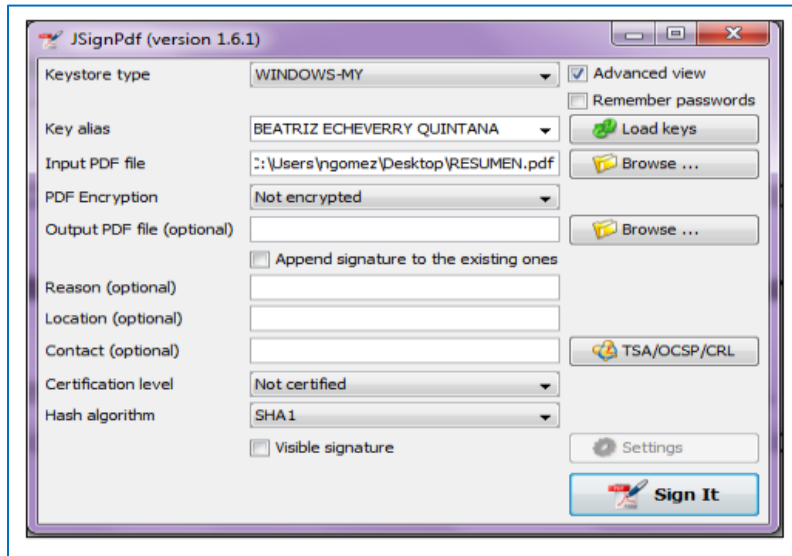 JSignPdf (version 1.6.1)
Keystore type WINDOWS-MY Advanced view
Remember passwords
Key alias BEATRIZ ECHEVERRY QUINTANA Load keys
Input PDF file :\Users\ngomez\Desktop\RESUMEN.pdf Browse ...
PDF Encryption Not encrypted
Output PDF file (optional) Browse ...
Append signature to the existing ones
Reason (optional)
Location (optional)
Contact (optional) TSA/OCSP/CRL
Certification level Not certified
Hash algorithm SHA1
Visible signature Settings
Sign It